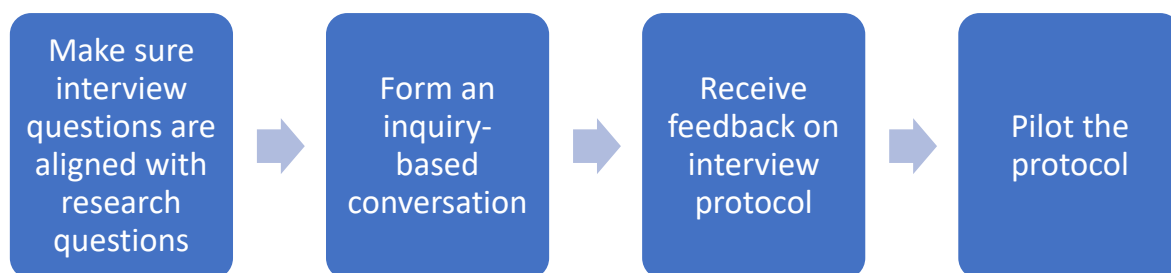 Make sure
interview
questions are
aligned with
research
questions
Form an
inquiry-
based
conversation
Receive
feedback on
interview
protocol
Pilot the
protocol